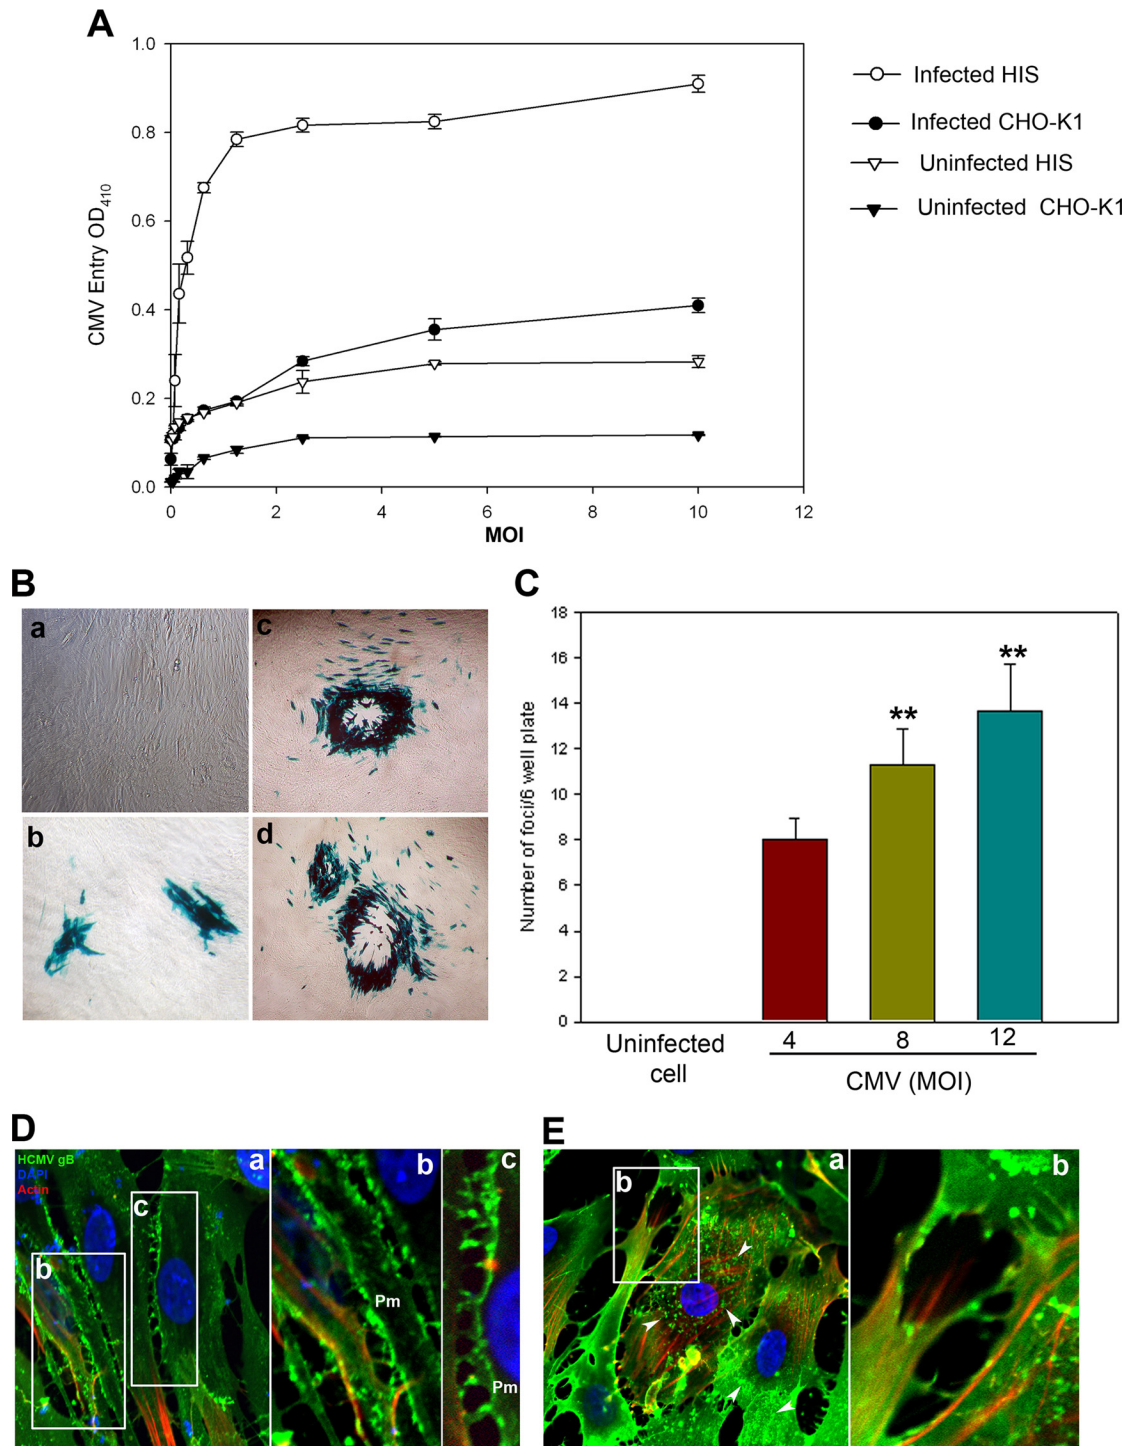 A
1.0
0.8
0.6
0.4
0.2
0.0
CMV Entry OD410
0 2 4 6 8 10 12
MOI
Infected HIS
Infected CHO-K1
Uninfected HIS
Uninfected CHO-K1
B
a
c
b
d
C
18
16
14
12
10
8
6
4
2
0
Number of foci/6 well plate
** **
Uninfected cell
4 8 12
CMV (MOI)
D
HCMV gB
DAPI
Actin
a
b
c
b
Pm
c
Pm
E
a
b
b